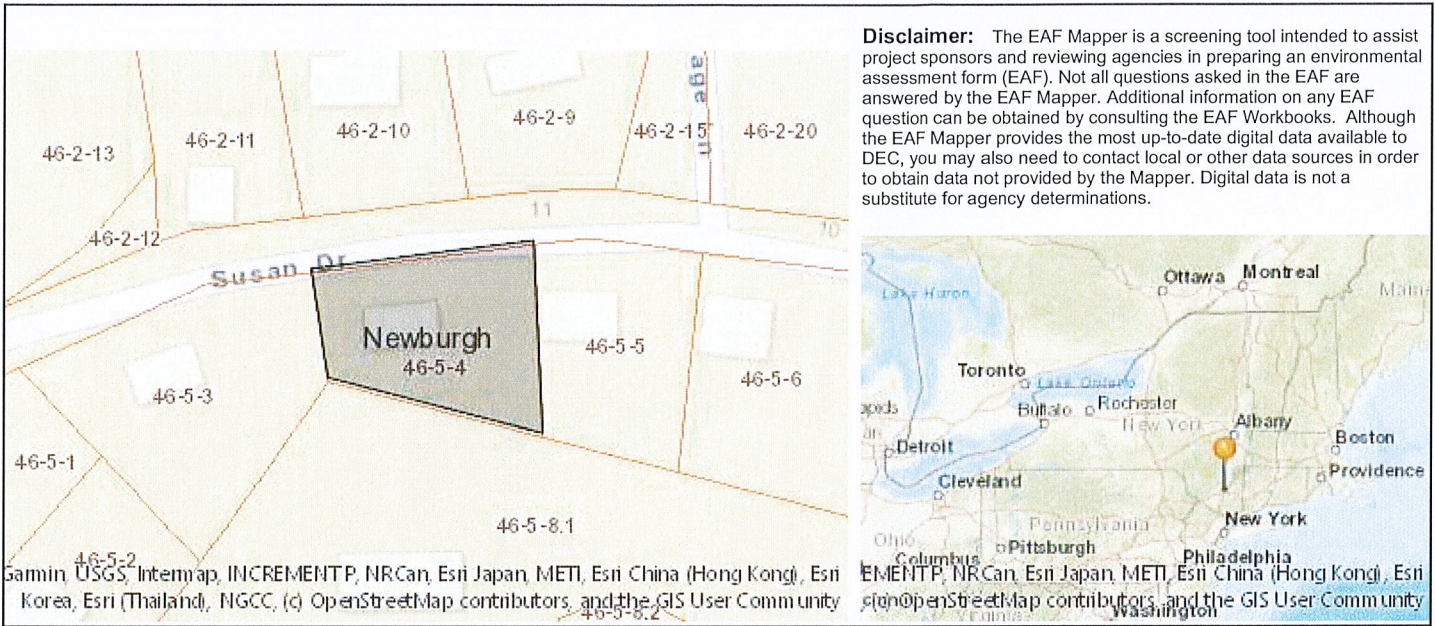 Disclaimer: The EAF Mapper is a screening tool intended to assist
project sponsors and reviewing agencies in preparing an environmental
assessment form (EAF). Not all questions asked in the EAF are
answered by the EAF Mapper. Additional information on any EAF
question can be obtained by consulting the EAF Workbooks. Although
the EAF Mapper provides the most up-to-date digital data available to
DEC, you may also need to contact local or other data sources in order
to obtain data not provided by the Mapper. Digital data is not a
substitute for agency determinations.
46-2-13
46-2-11
46-2-10
46-2-9
46-2-15
46-2-20
46-2-12
11
10
Susan Dr
Newburgh
46-5-4
46-5-3
46-5-5
46-5-6
46-5-1
46-5-2
46-5-8.1
46-5-8.2
Garmin, USGS, Intermap, INCREMENT P, NRCan, Esri Japan, METI, Esri China (Hong Kong), Esri
Korea, Esri (Thailand), NGCC, (c) OpenStreetMap contributors, and the GIS User Community
Ottawa
Montreal
Lake Huron
Toronto
Lake Ontario
Buffalo
Rochester
New York
Albany
Boston
Providence
Detroit
Cleveland
New York
Pennsylvania
Ohio
Columbus
Pittsburgh
Philadelphia
EMENT P, NRCan, Esri Japan, METI, Esri China (Hong Kong), Esri
OpenStreetMap contributors, and the GIS User Community
Washington
Virginia